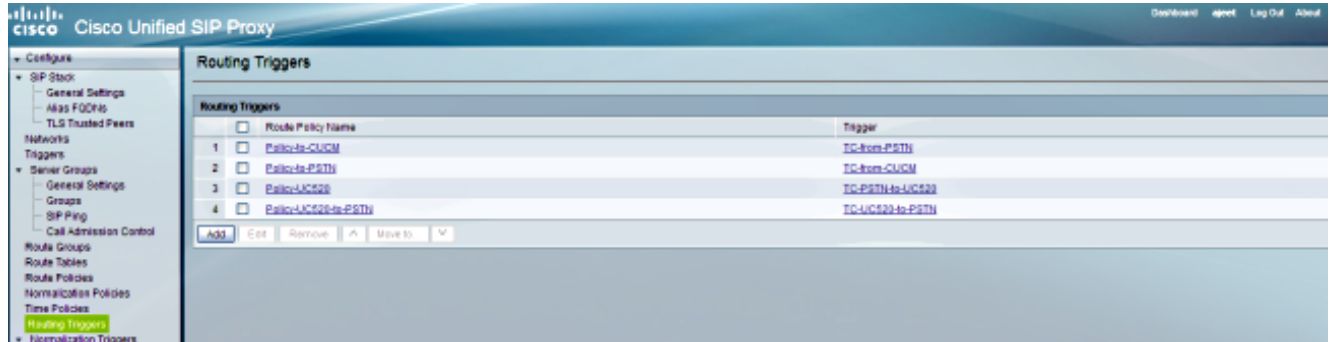 cisco Cisco Unified SIP Proxy
Dashboard ajeet Log Out About
Configure
SIP Stack
General Settings
Alias FQDNs
TLS Trusted Peers
Networks
Triggers
Server Groups
General Settings
Groups
SIP Ping
Call Admission Control
Route Groups
Route Tables
Route Policies
Normalization Policies
Time Policies
Routing Triggers
Normalization Triggers
Routing Triggers
Routing Triggers
Route Policy Name Trigger
1 Policy-to-CUCM TC-from-PSTN
2 Policy-to-PSTN TC-from-CUCM
3 Policy-UC520 TC-PSTN-to-UC520
4 Policy-UC520-to-PSTN TC-UC520-to-PSTN
Add Edit Remove Move to